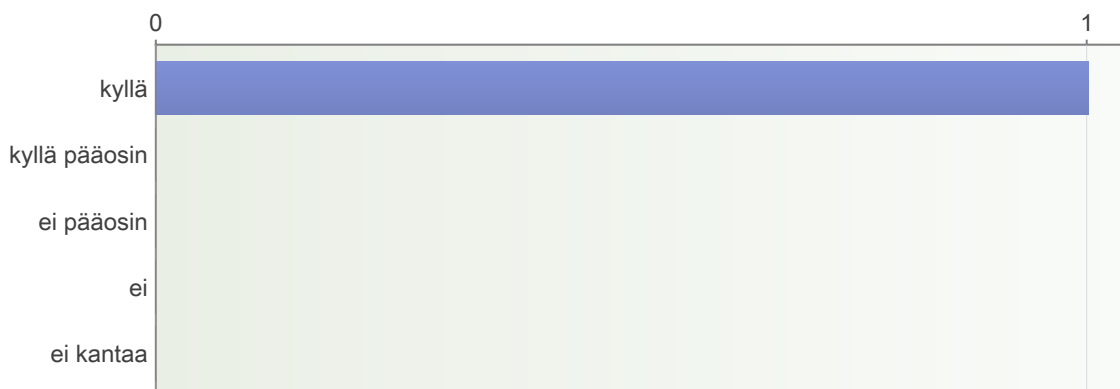 0 1
kyllä
kyllä pääosin
ei pääosin
ei
ei kantaa